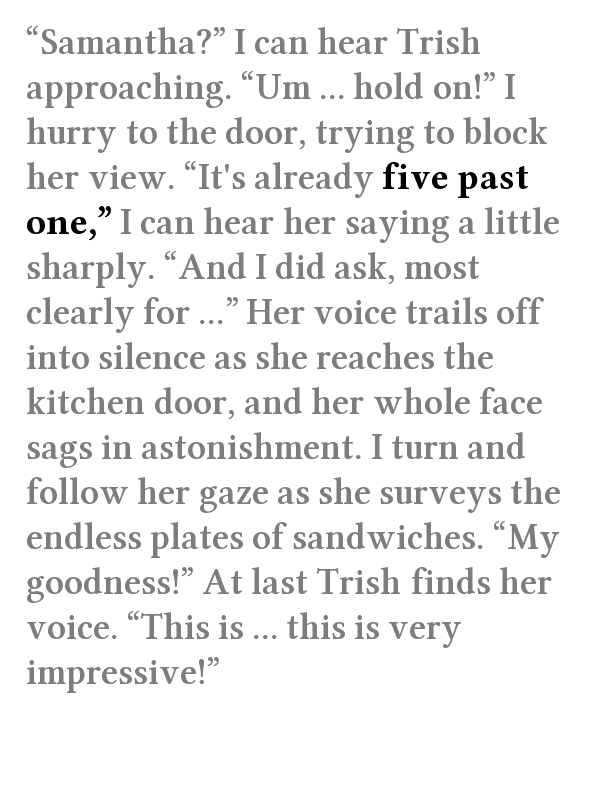 “Samantha?” I can hear Trish
approaching. “Um ... hold on!” I
hurry to the door, trying to block
her view. “It's already five past
one,” I can hear her saying a little
sharply. “And I did ask, most
clearly for ...” Her voice trails off
into silence as she reaches the
kitchen door, and her whole face
sags in astonishment. I turn and
follow her gaze as she surveys the
endless plates of sandwiches. “My
goodness!” At last Trish finds her
voice. “This is ... this is very
impressive!”